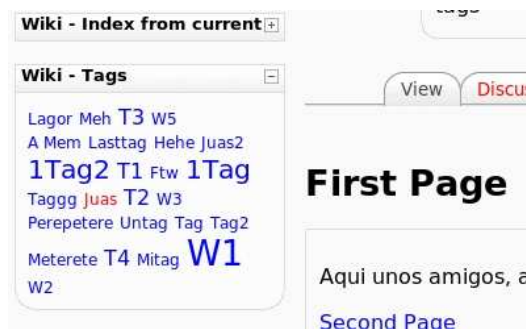 Wiki - Index from current
Wiki - Tags
Lagor Meh T3 W5
A Mem Lasttag Hehe Juas2
1Tag2 T1 Ftw 1Tag
Taggg Juas T2 W3
Perepetere Untag Tag Tag2
Meterete T4 Mitag W1
W2
tags
View Discus
First Page
Aqui unos amigos, a
Second Page